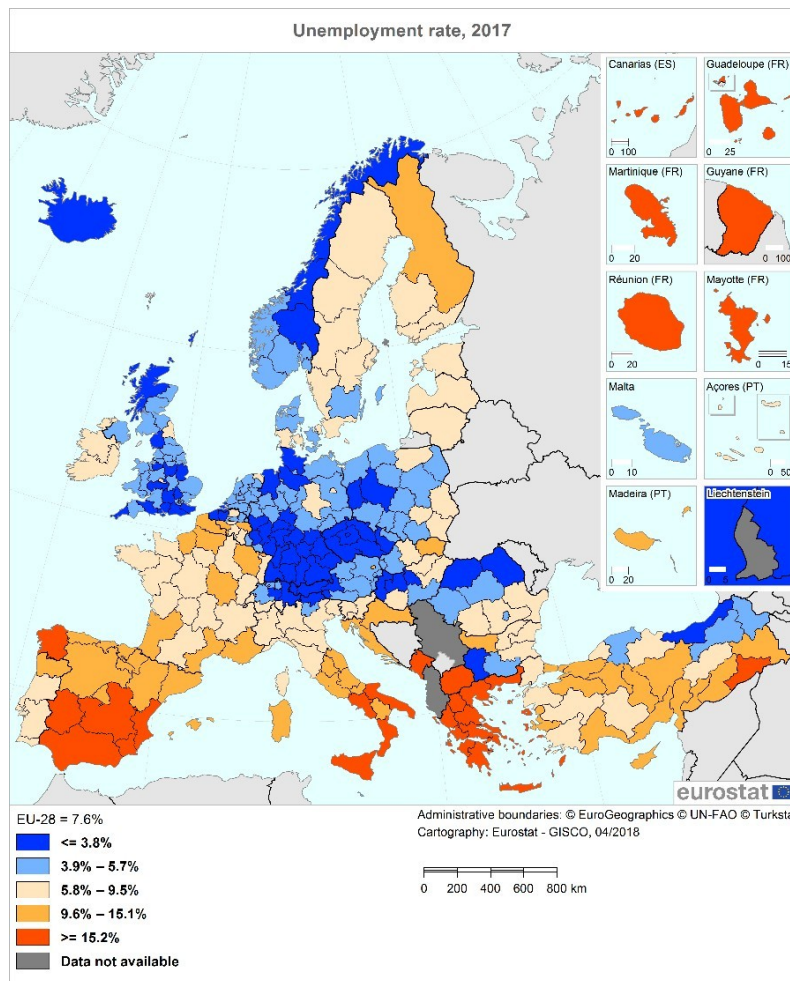 Unemployment rate, 2017
Canarias (ES)
0 100
Guadeloupe (FR)
0 25
Martinique (FR)
0 20
Guyane (FR)
0 100
Réunion (FR)
0 20
Mayotte (FR)
0 15
Malta
0 10
Açores (PT)
0 50
Madeira (PT)
0 20
Liechtenstein
eurostat
EU-28 = 7.6%
<= 3.8%
3.9% – 5.7%
5.8% – 9.5%
9.6% – 15.1%
>= 15.2%
Data not available
Administrative boundaries: © EuroGeographics © UN-FAO © Turksta
Cartography: Eurostat - GISCO, 04/2018
0 200 400 600 800 km